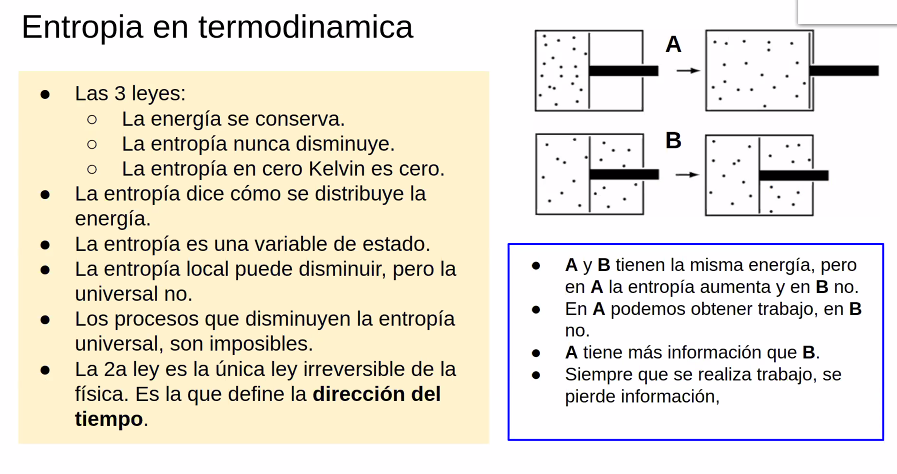 Entropia en termodinamica
● Las 3 leyes:
○ La energía se conserva.
○ La entropía nunca disminuye.
○ La entropía en cero Kelvin es cero.
● La entropía dice cómo se distribuye la
energía.
● La entropía es una variable de estado.
● La entropía local puede disminuir, pero la
universal no.
● Los procesos que disminuyen la entropía
universal, son imposibles.
● La 2a ley es la única ley irreversible de la
física. Es la que define la dirección del
tiempo.
A
B
● A y B tienen la misma energía, pero
en A la entropía aumenta y en B no.
● En A podemos obtener trabajo, en B
no.
● A tiene más información que B.
● Siempre que se realiza trabajo, se
pierde información,